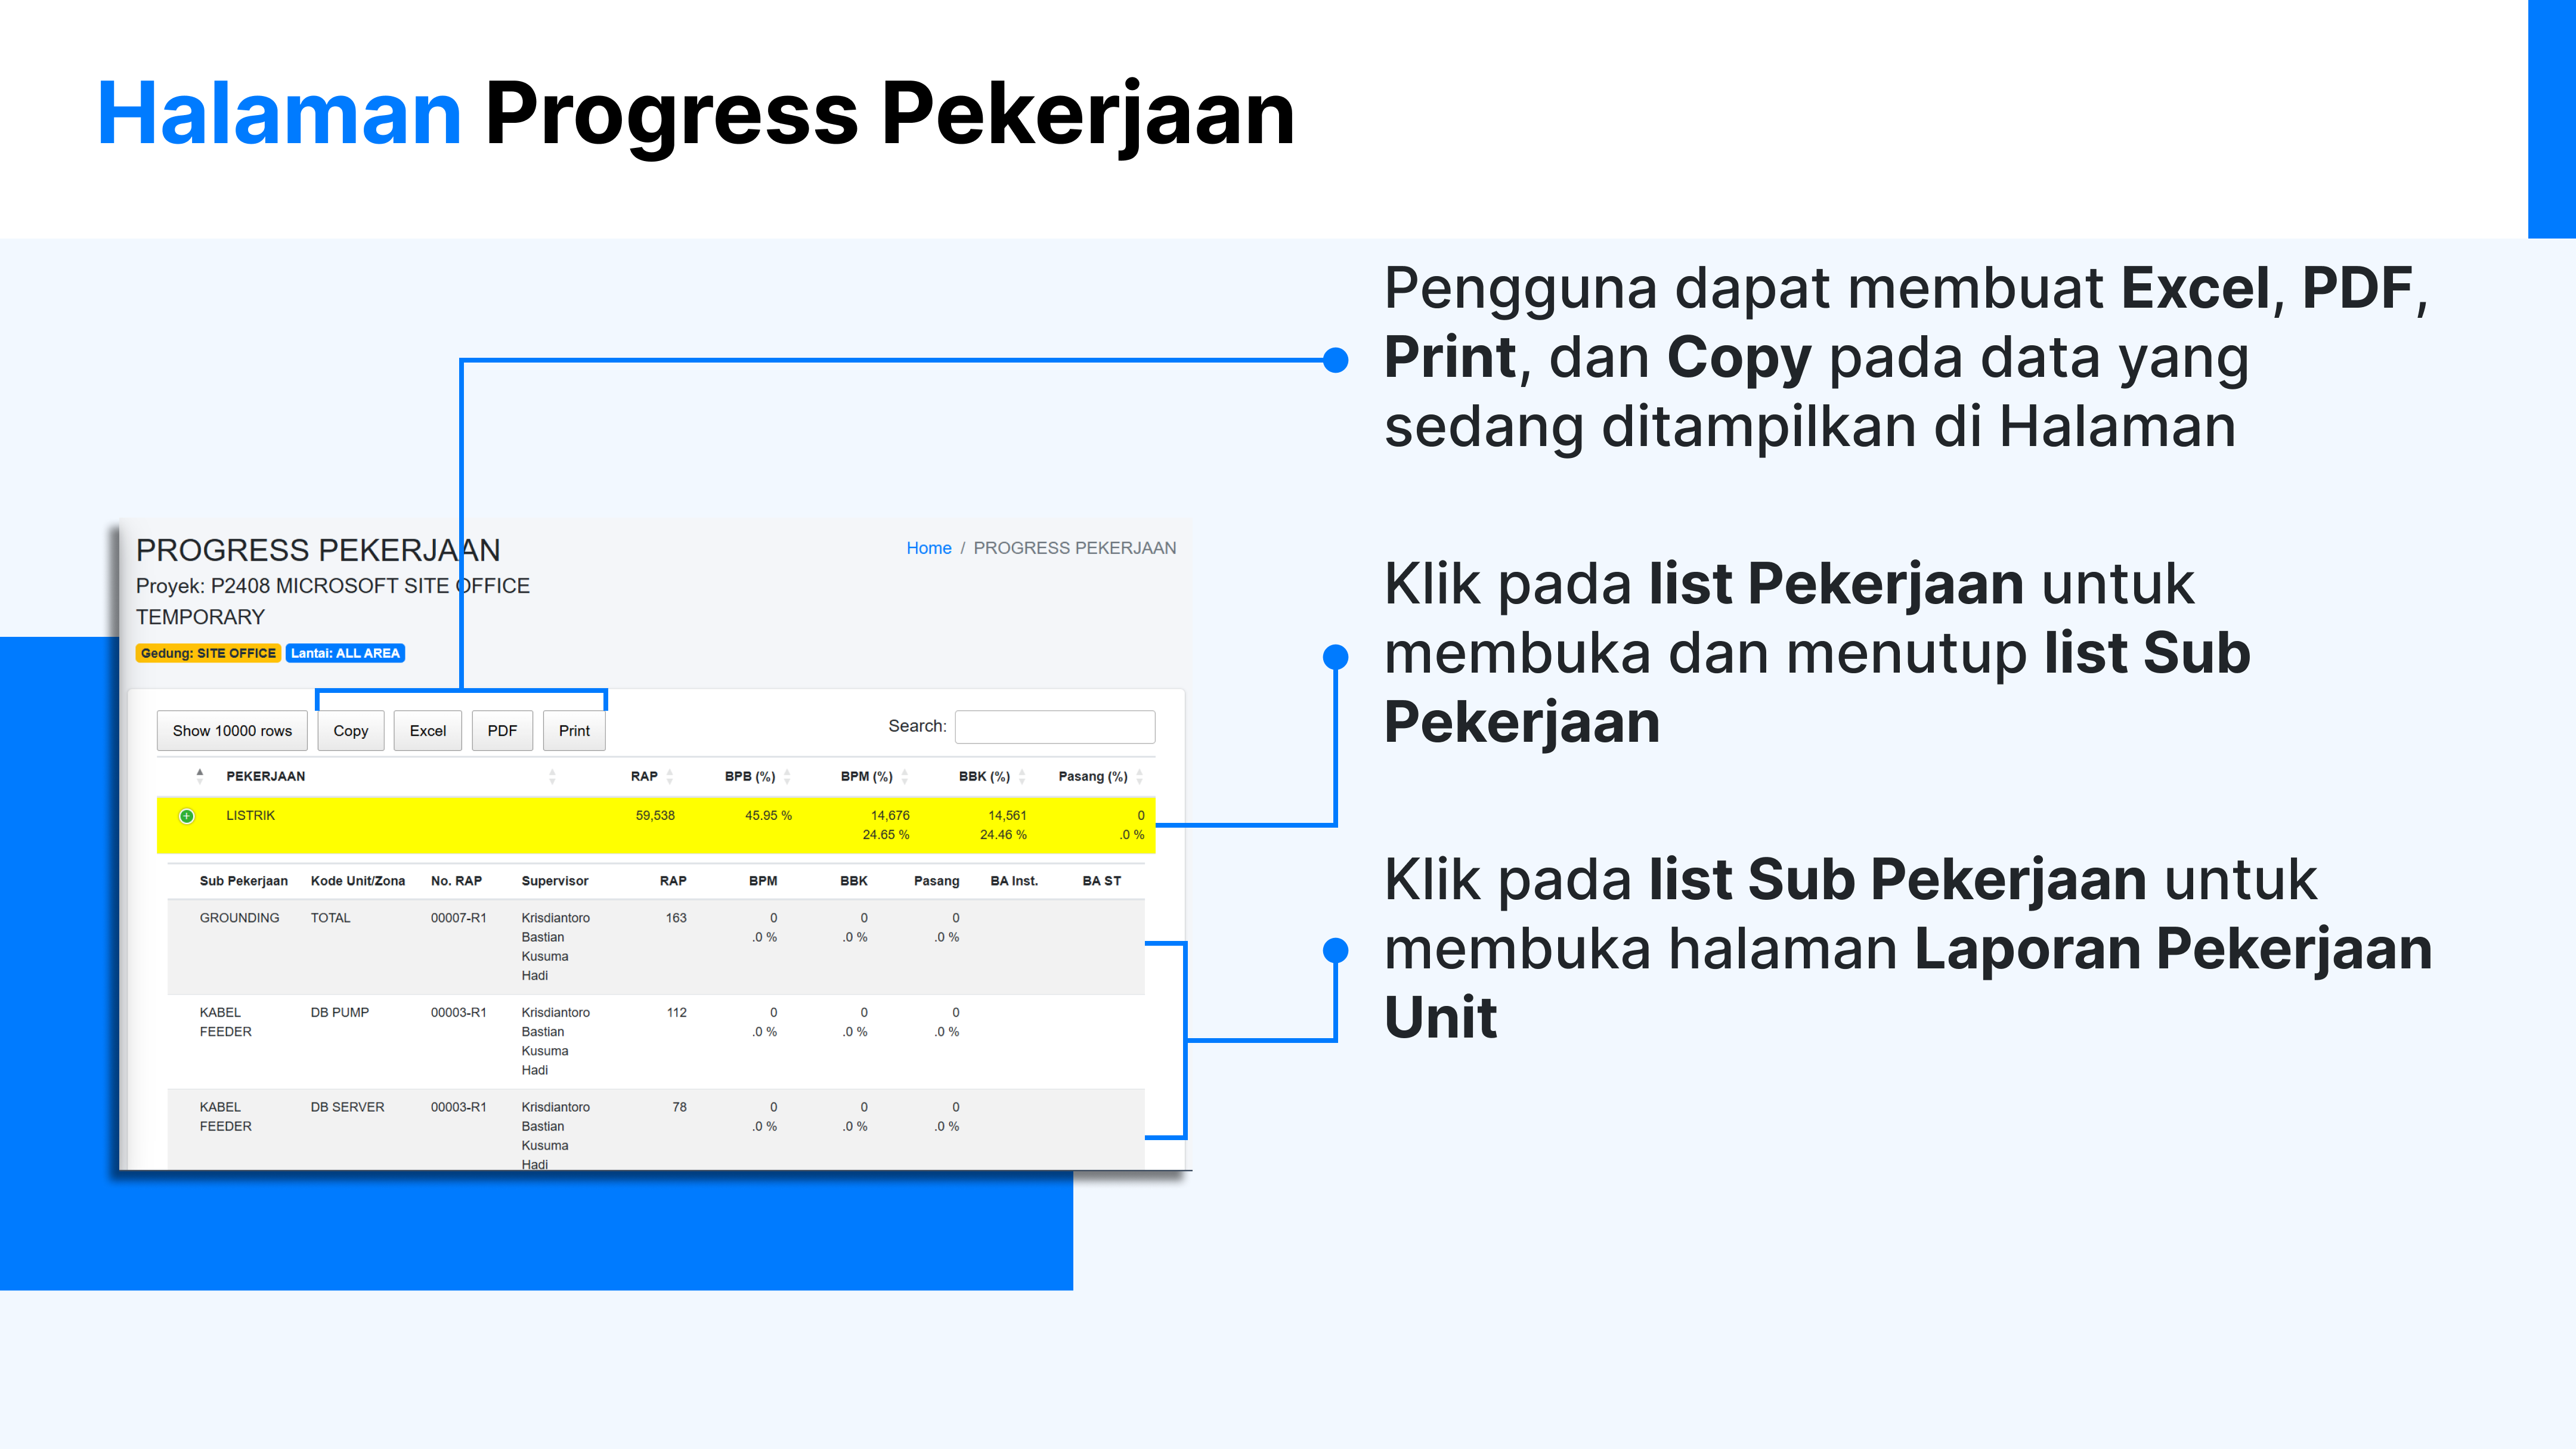 Halaman Progress Pekerjaan
Pengguna dapat membuat Excel, PDF,
Print, dan Copy pada data yang
sedang ditampilkan di Halaman
Klik pada list Pekerjaan untuk
membuka dan menutup list Sub
Pekerjaan
Klik pada list Sub Pekerjaan untuk
membuka halaman Laporan Pekerjaan
Unit
PROGRESS PEKERJAAN
Home / PROGRESS PEKERJAAN
Proyek: P2408 MICROSOFT SITE OFFICE
TEMPORARY
Gedung: SITE OFFICE Lantai: ALL AREA
Show 10000 rows Copy Excel PDF Print Search:
PEKERJAAN RAP BPB (%) BPM (%) BBK (%) Pasang (%)
LISTRIK 59,538 45.95 % 14,676 14,561 0
24.65 % 24.46 % .0 %
Sub Pekerjaan Kode Unit/Zona No. RAP Supervisor RAP BPM BBK Pasang BA Inst. BA ST
GROUNDING TOTAL 00007-R1 Krisdiantoro 163 0 0 0
Bastian .0 % .0 % .0 %
Kusuma
Hadi
KABEL DB PUMP 00003-R1 Krisdiantoro 112 0 0 0
FEEDER Bastian .0 % .0 % .0 %
Kusuma
Hadi
KABEL DB SERVER 00003-R1 Krisdiantoro 78 0 0 0
FEEDER Bastian .0 % .0 % .0 %
Kusuma
Hadi